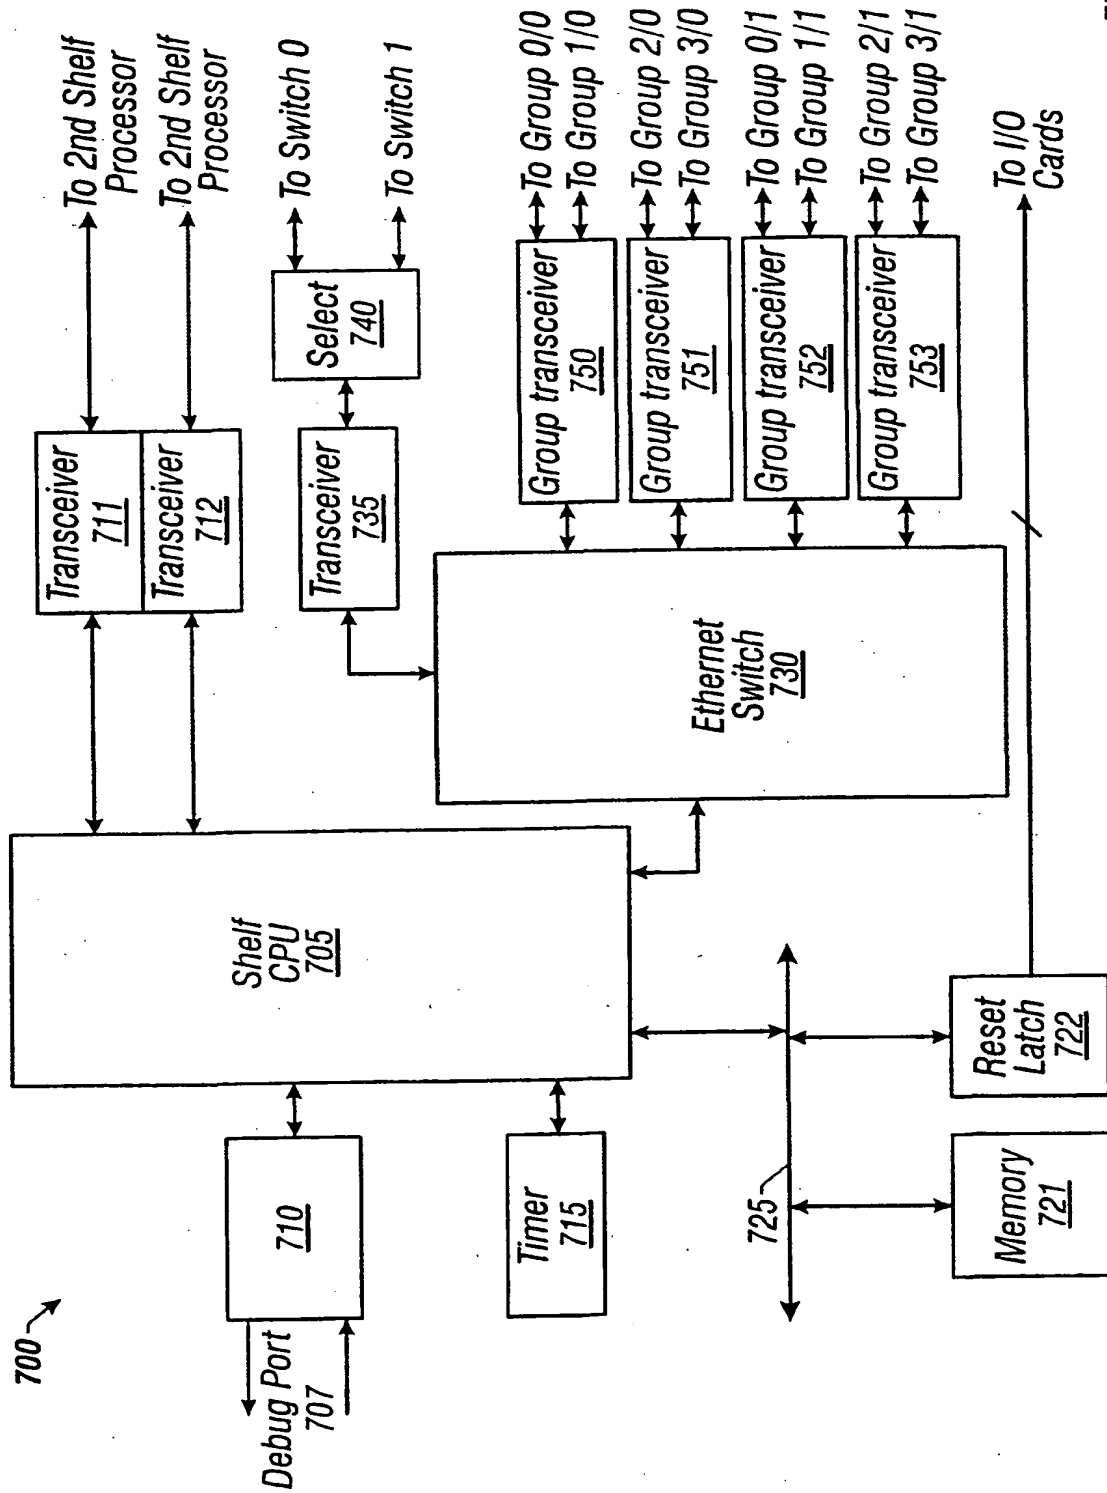 700
To 2nd Shelf
Processor
To 2nd Shelf
Processor
Transceiver
711
Transceiver
712
To Switch 0
To Switch 1
Select
740
Transceiver
735
Shelf
CPU
705
710
Debug Port
707
Timer
715
Ethernet
Switch
730
Group transceiver
750
To Group 0/0
To Group 1/0
Group transceiver
751
To Group 2/0
To Group 3/0
Group transceiver
752
To Group 0/1
To Group 1/1
Group transceiver
753
To Group 2/1
To Group 3/1
725
Memory
721
Reset
Latch
722
To I/O
Cards